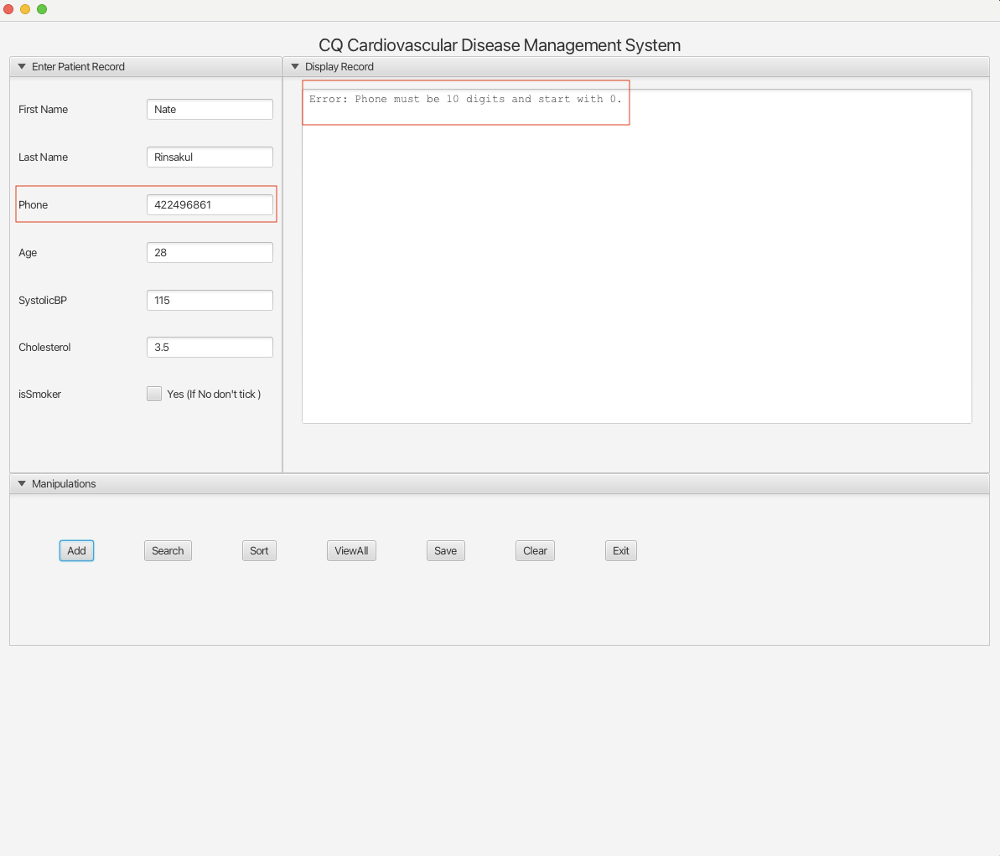 CQ Cardiovascular Disease Management System
Enter Patient Record
Display Record
First Name Nate
Last Name Rinsakul
Phone 422496861
Age 28
SystolicBP 115
Cholesterol 3.5
isSmoker Yes (If No don't tick )
Error: Phone must be 10 digits and start with 0.
Manipulations
Add Search Sort ViewAll Save Clear Exit